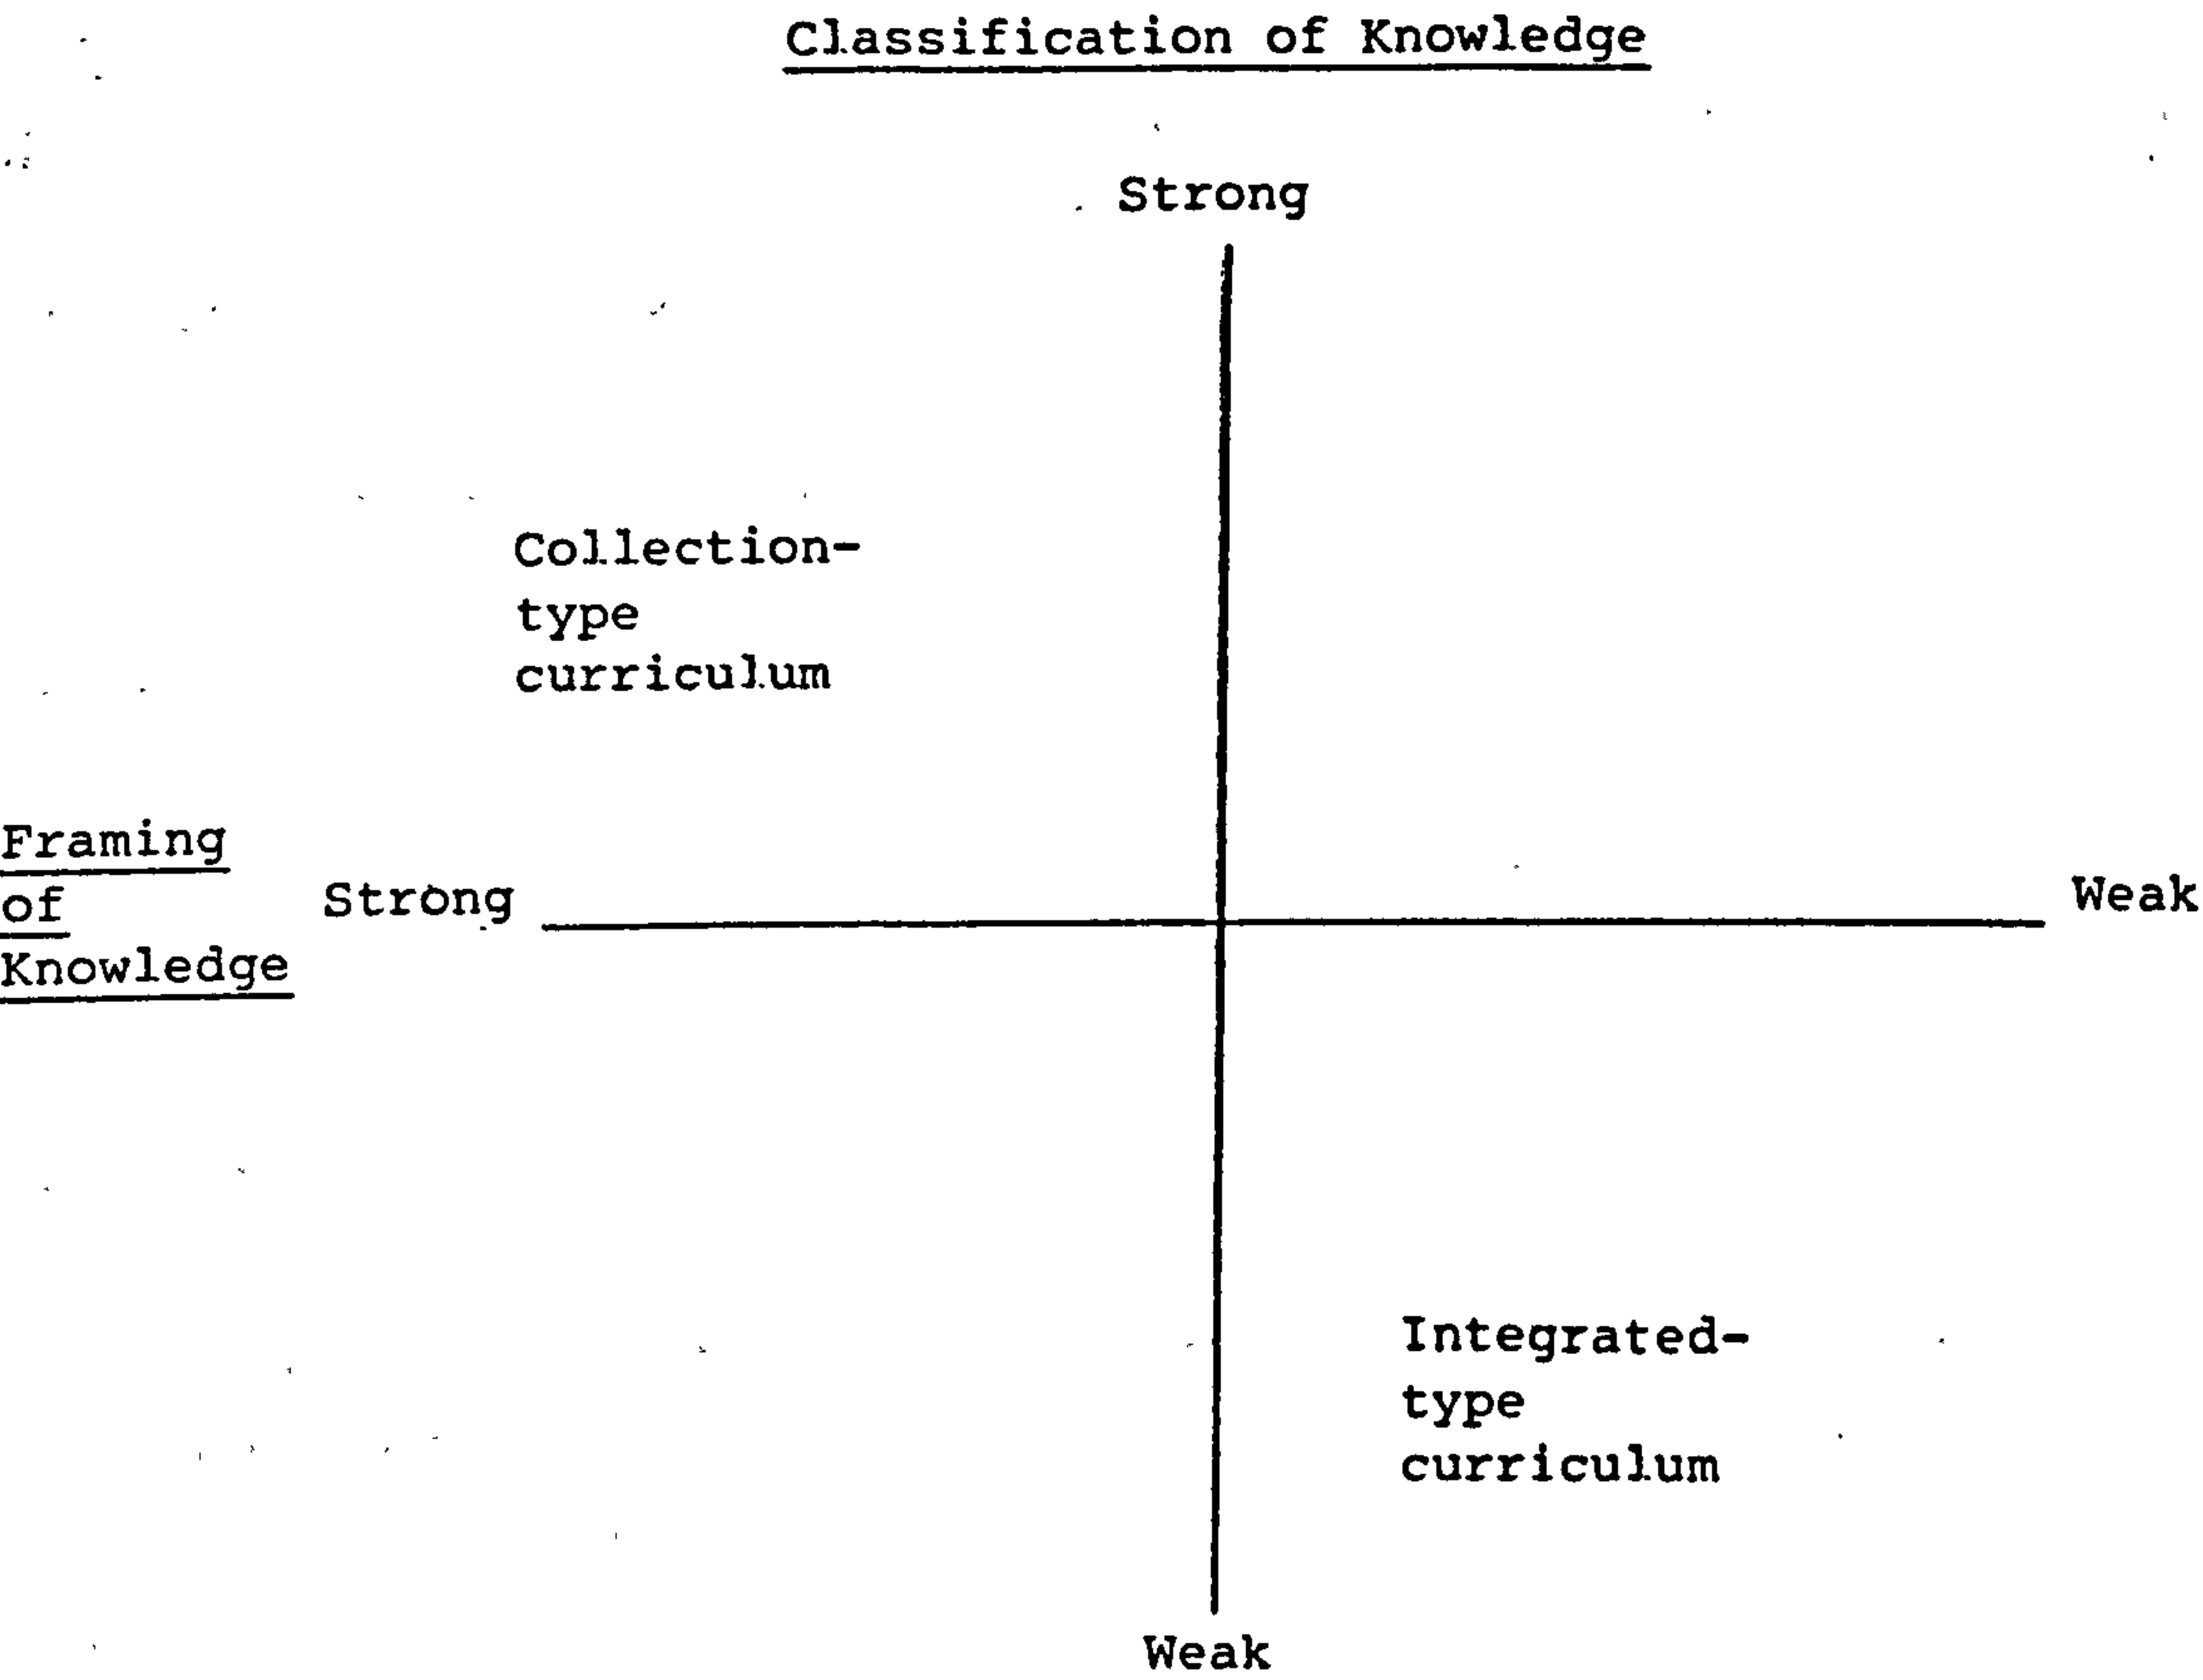 Classification of Knowledge
Strong
Collection-
type
curriculum
Framing
of
Knowledge
Strong
Weak
Integrated-
type
curriculum
Weak